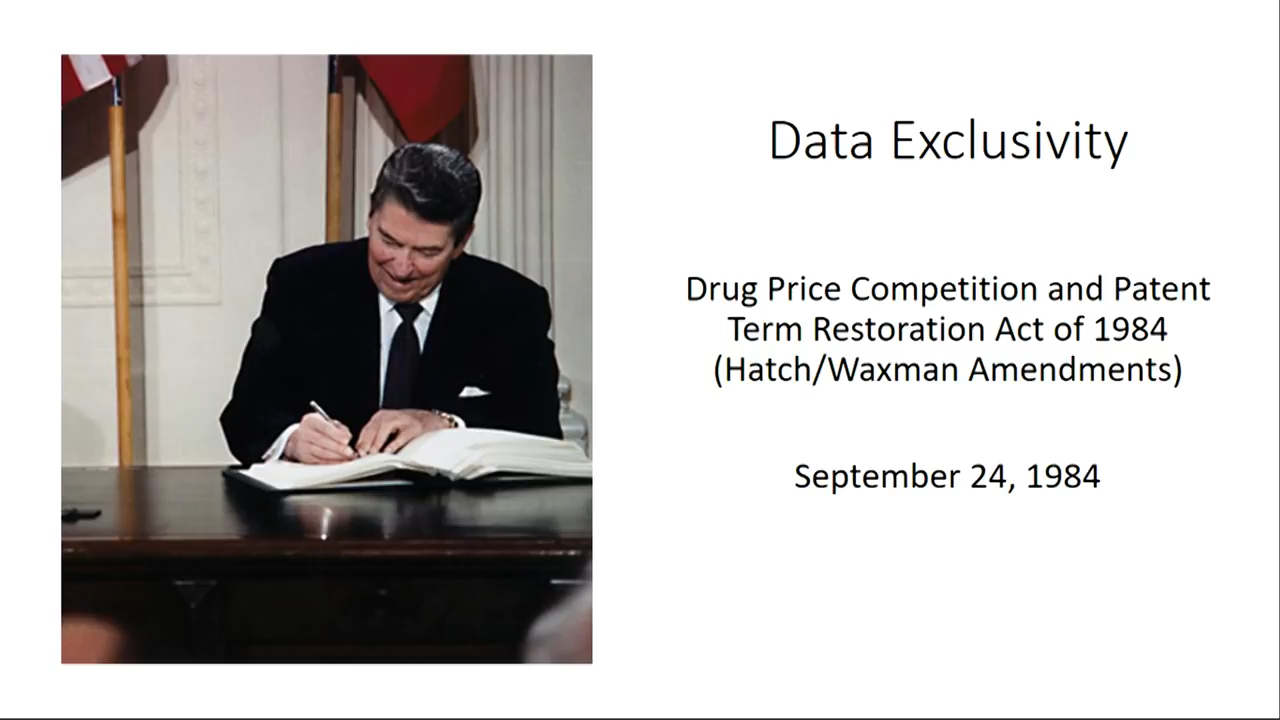 Data Exclusivity
Drug Price Competition and Patent
Term Restoration Act of 1984
(Hatch/Waxman Amendments)
September 24, 1984